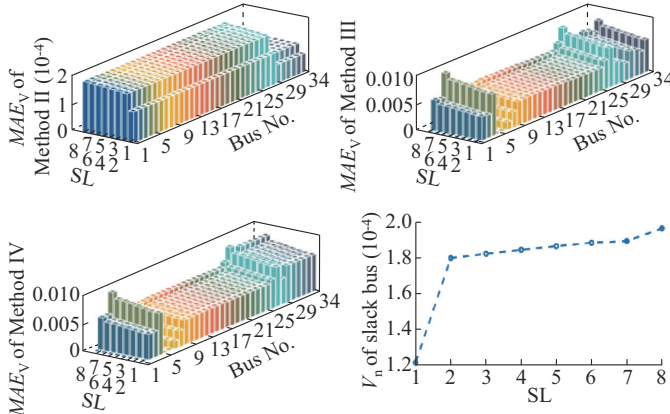 MAE_V of
Method II (10^-4)
2
1
0
8 7 6 5 4 3 2 1
SL
1 5 9 13 17 21 25 29 34
Bus No.
MAE_V of Method III
0.010
0.005
0
8 7 6 5 4 3 2 1
SL
1 5 9 13 17 21 25 29 34
Bus No.
MAE_V of Method IV
0.010
0.005
0
8 7 6 5 4 3 2 1
SL
1 5 9 13 17 21 25 29 34
Bus No.
V_n of slack bus (10^-4)
2.0
1.8
1.6
1.4
1.2
1 2 3 4 5 6 7 8
SL